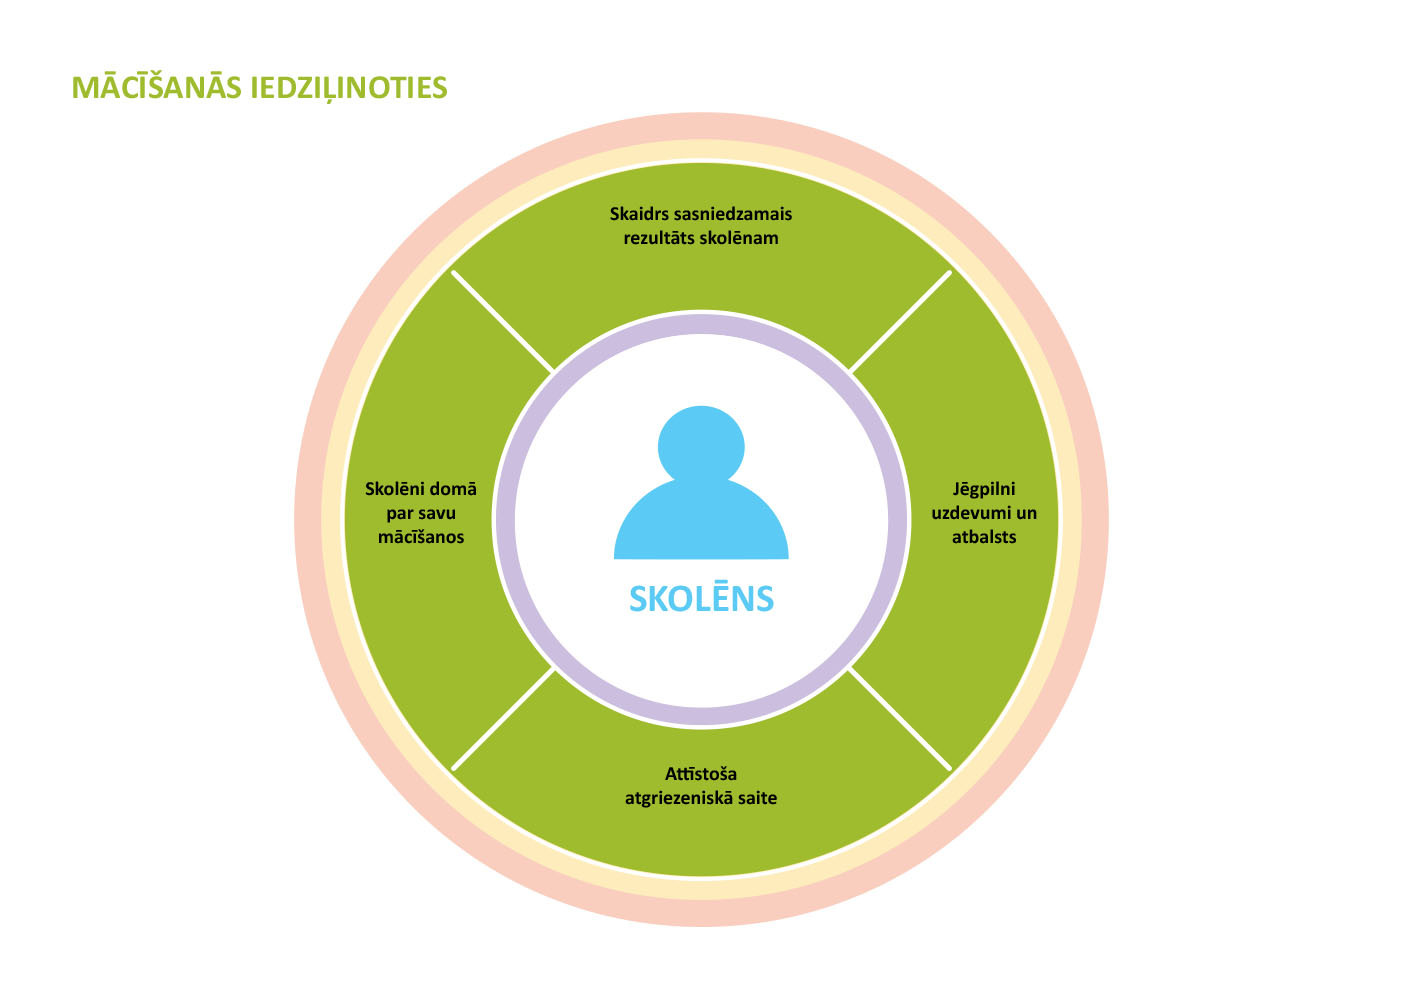 MĀCĪŠANĀS IEDZIĻINOTIES
Skaidrs sasniedzamais
rezultāts skolēnam
Skolēni domā
par savu
mācīšanos
Jēgpilni
uzdevumi un
atbalsts
SKOLĒNS
Attīstoša
atgriezeniskā saite